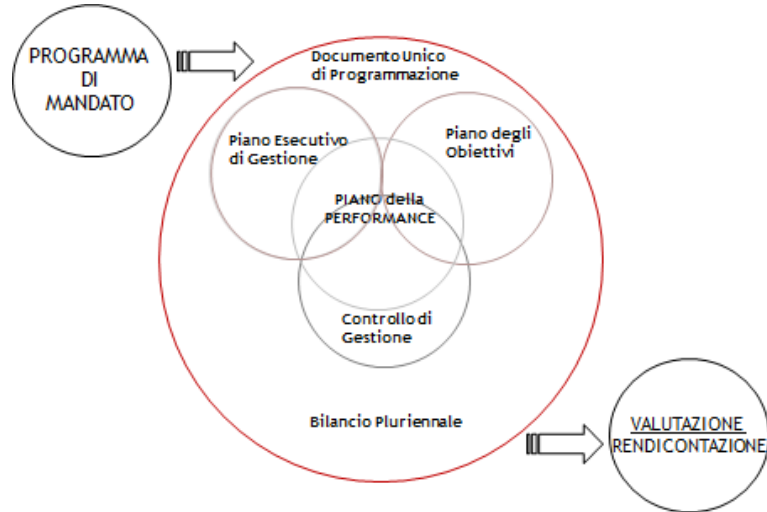 PROGRAMMA
DI
MANDATO
Documento Unico
di Programmazione
Piano Esecutivo
di Gestione
Piano degli
Obiettivi
PIANO della
PERFORMANCE
Controllo di
Gestione
Bilancio Pluriennale
VALUTAZIONE
RENDICONTAZIONE